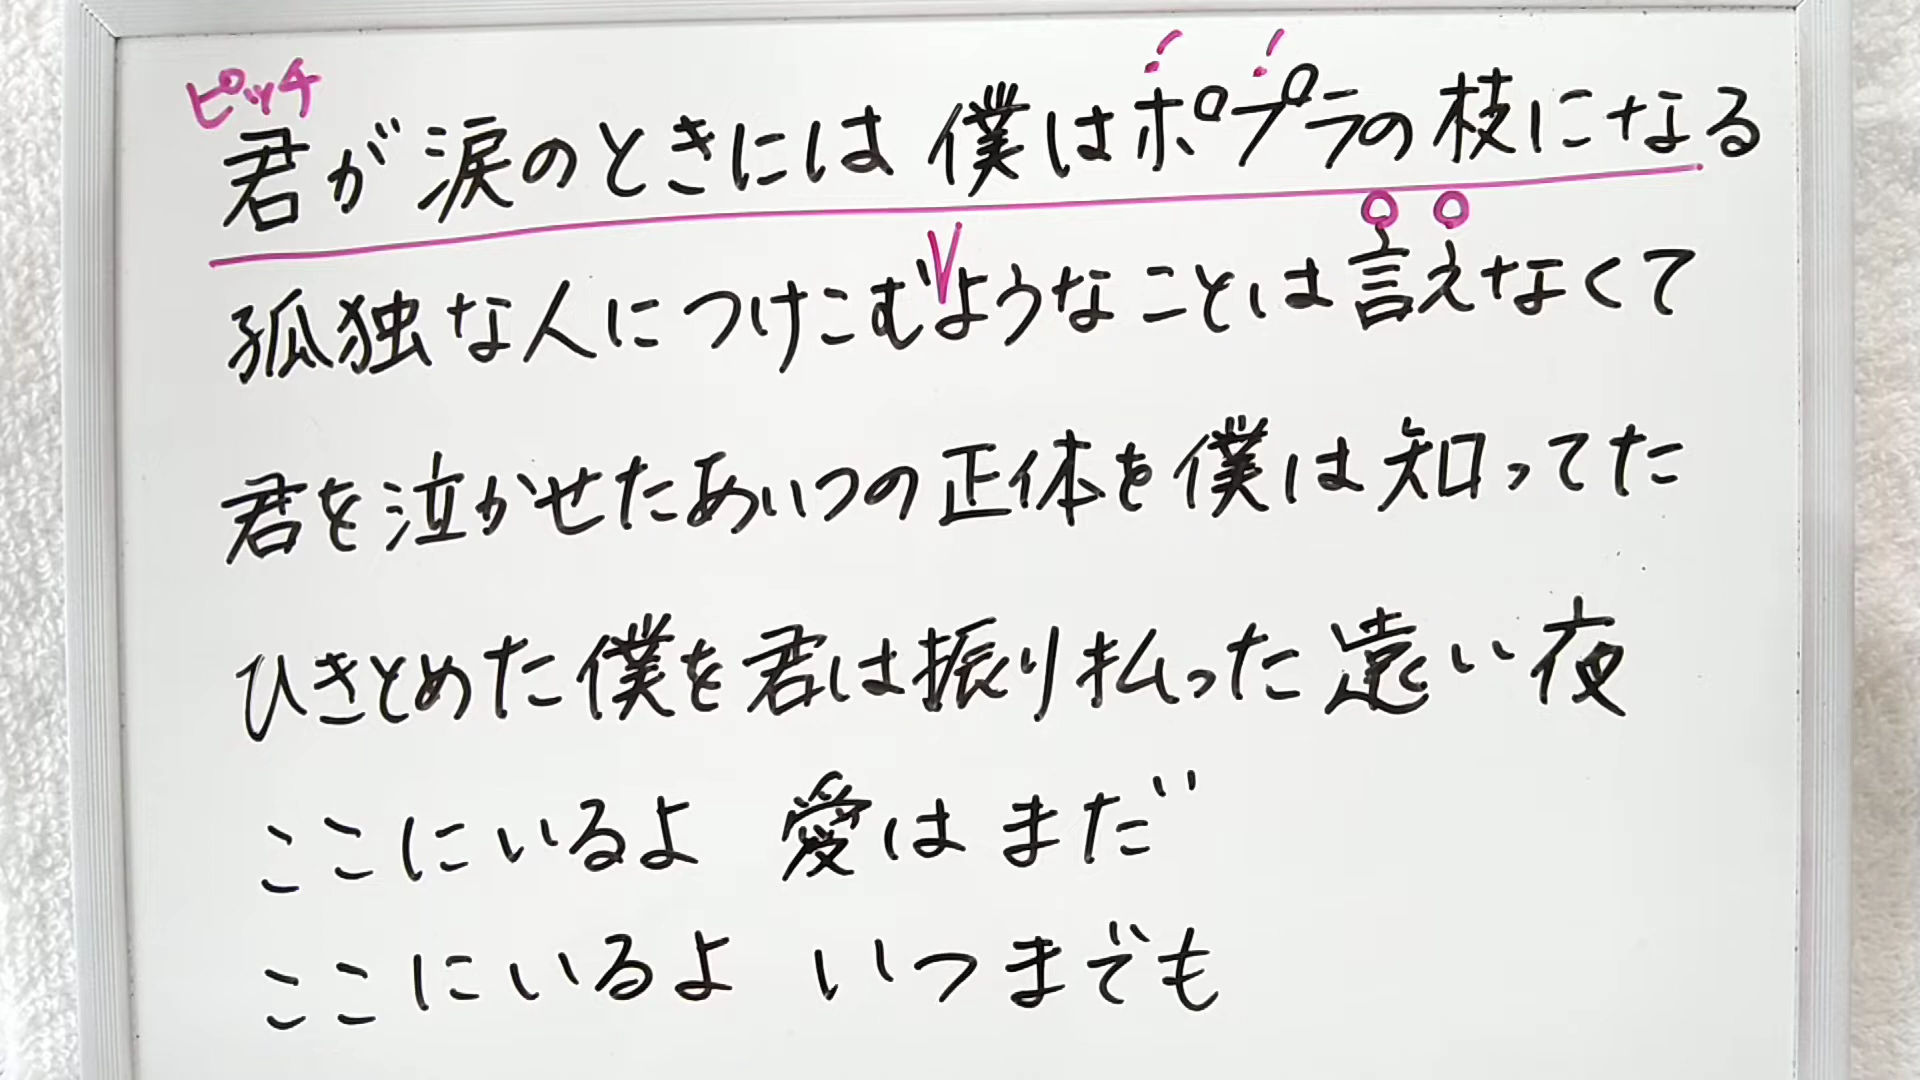 ピッチ
君が涙のときには 僕はポプラの枝になる
孤独な人につけこむようなことは言えなくて
君を泣かせたあいつの正体を僕は知ってた
ひきとめた僕を君は振り払った遠い夜
ここにいるよ 愛はまだ
ここにいるよ いつまでも